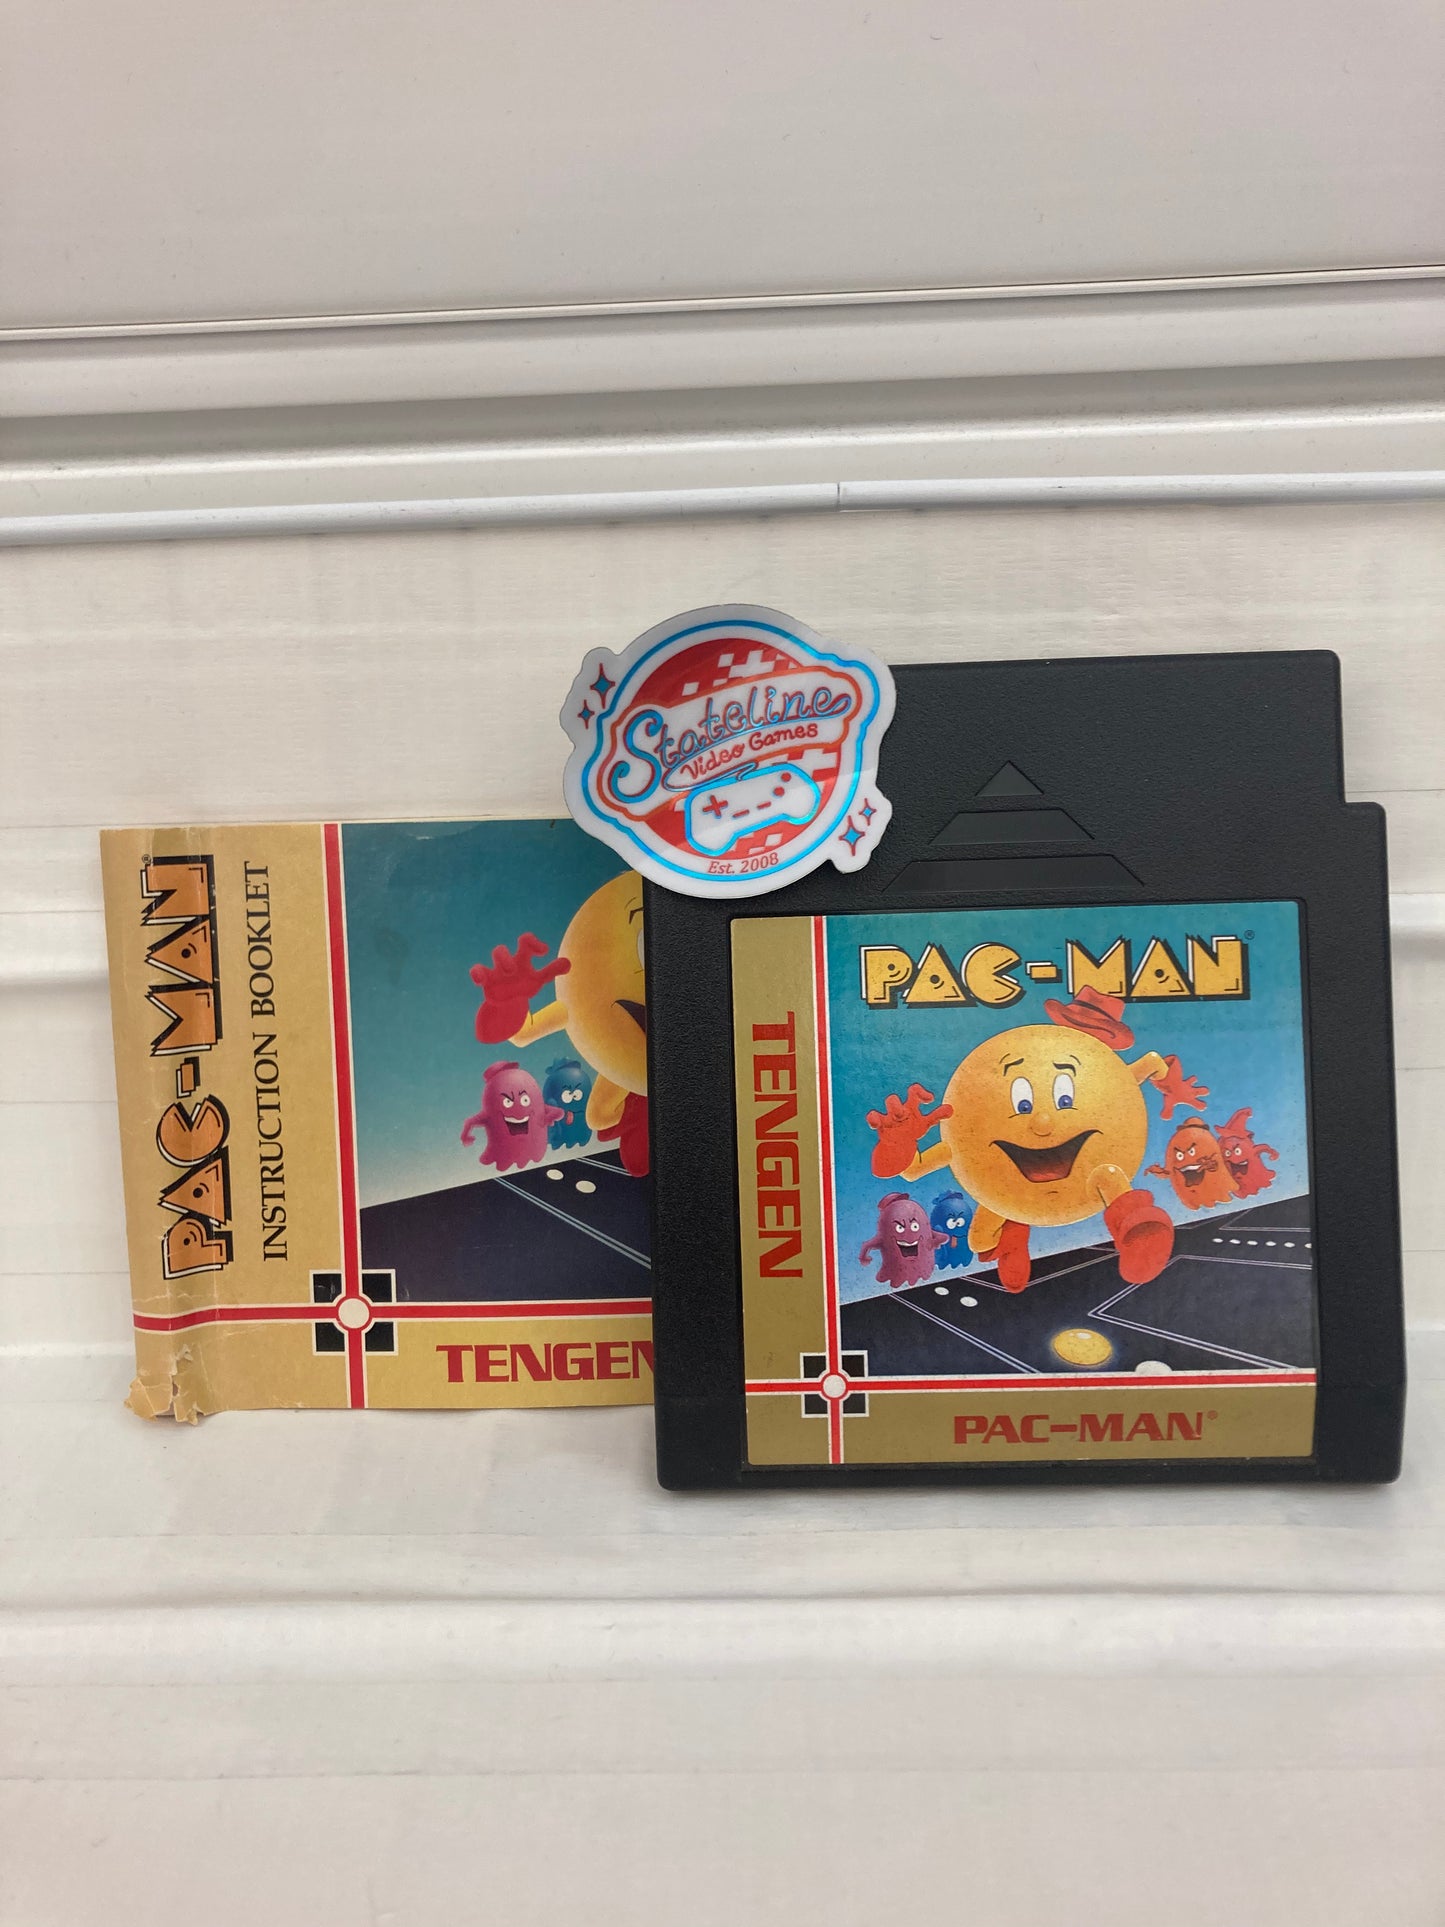 Stateline
Video Games
Est. 2008
PAC-MAN®
INSTRUCTION BOOKLET
TENGEN
PAC-MAN®
TENGEN
PAC-MAN®